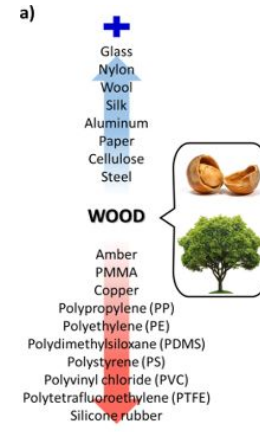 a)
+
Glass
Nylon
Wool
Silk
Aluminum
Paper
Cellulose
Steel
WOOD
Amber
PMMA
Copper
Polypropylene (PP)
Polyethylene (PE)
Polydimethylsiloxane (PDMS)
Polystyrene (PS)
Polyvinyl chloride (PVC)
Polytetrafluoroethylene (PTFE)
Silicone rubber